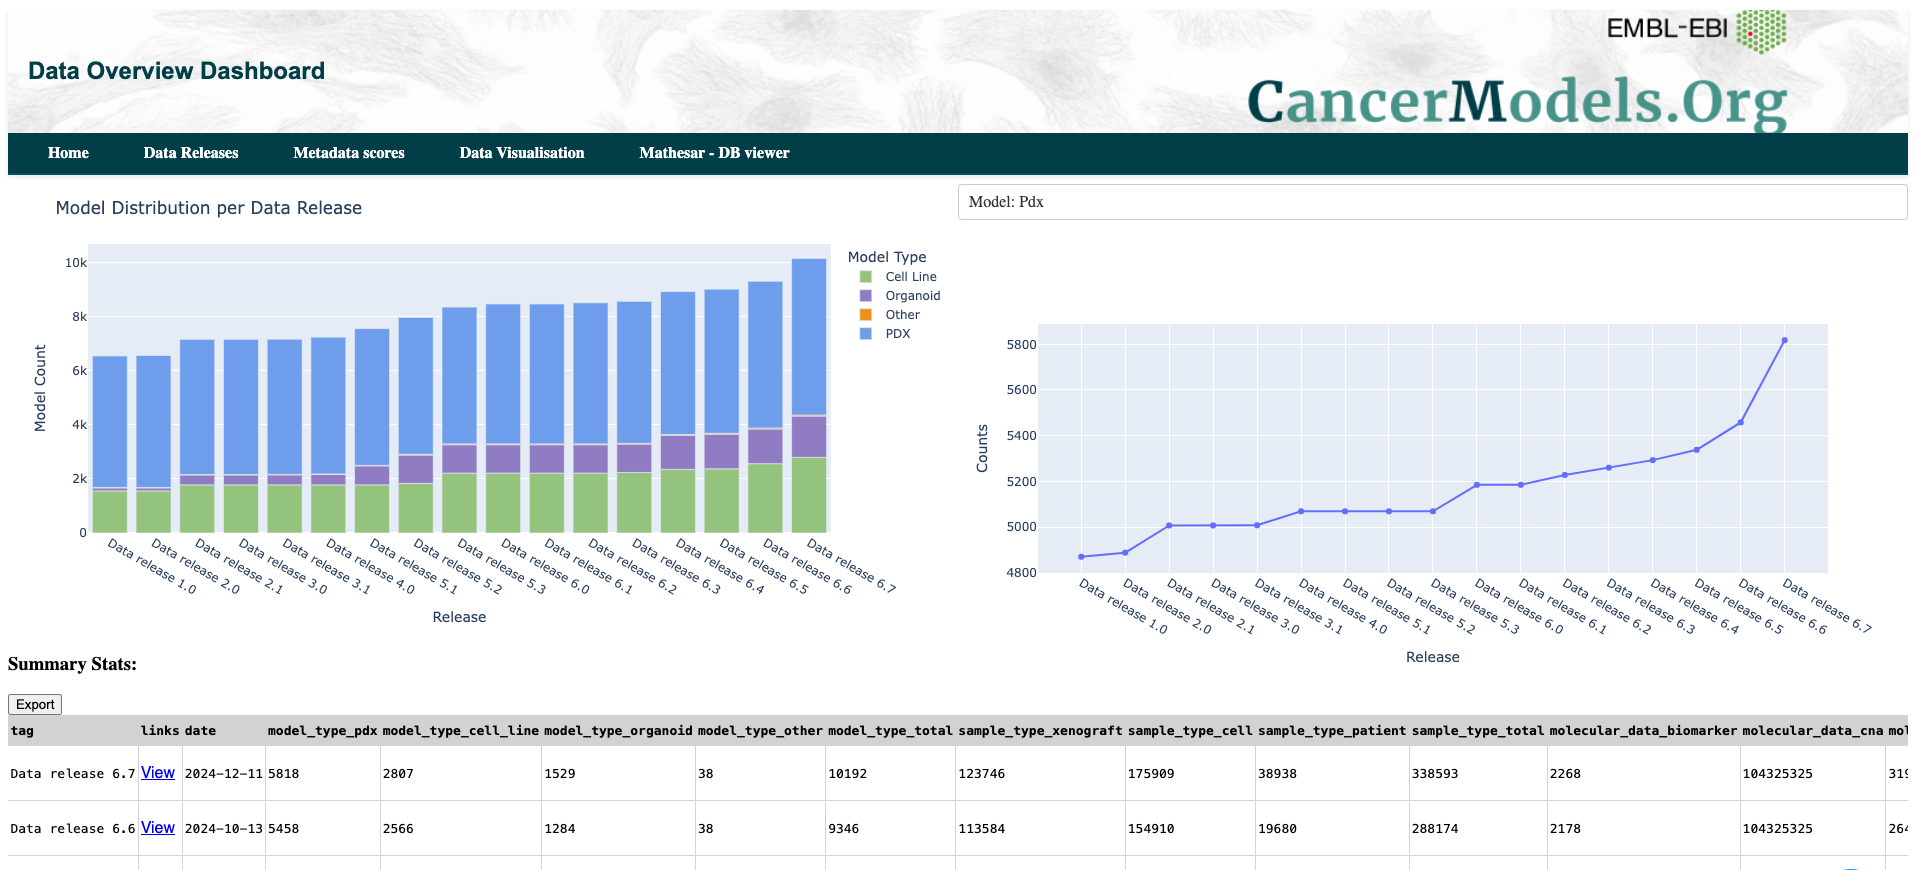 EMBL-EBI
Data Overview Dashboard
CancerModels.Org
Home Data Releases Metadata scores Data Visualisation Mathesar - DB viewer
Model Distribution per Data Release
Model Type
Cell Line
Organoid
Other
PDX
Model Count
10k
8k
6k
4k
2k
0
Data release 1.0
Data release 2.0
Data release 2.1
Data release 3.0
Data release 3.1
Data release 4.0
Data release 5.1
Data release 5.2
Data release 5.3
Data release 6.0
Data release 6.1
Data release 6.2
Data release 6.3
Data release 6.4
Data release 6.5
Data release 6.6
Data release 6.7
Release
Model: Pdx
Counts
5800
5600
5400
5200
5000
4800
Data release 1.0
Data release 2.0
Data release 2.1
Data release 3.0
Data release 3.1
Data release 4.0
Data release 5.1
Data release 5.2
Data release 5.3
Data release 6.0
Data release 6.1
Data release 6.2
Data release 6.3
Data release 6.4
Data release 6.5
Data release 6.6
Data release 6.7
Release
Summary Stats:
Export
tag links date model_type_pdx model_type_cell_line model_type_organoid model_type_other model_type_total sample_type_xenograft sample_type_cell sample_type_patient sample_type_total molecular_data_biomarker molecular_data_cna mol
Data release 6.7 View 2024-12-11 5818 2807 1529 38 10192 123746 175909 38938 338593 2268 104325325 319
Data release 6.6 View 2024-10-13 5458 2566 1284 38 9346 113584 154910 19680 288174 2178 104325325 264